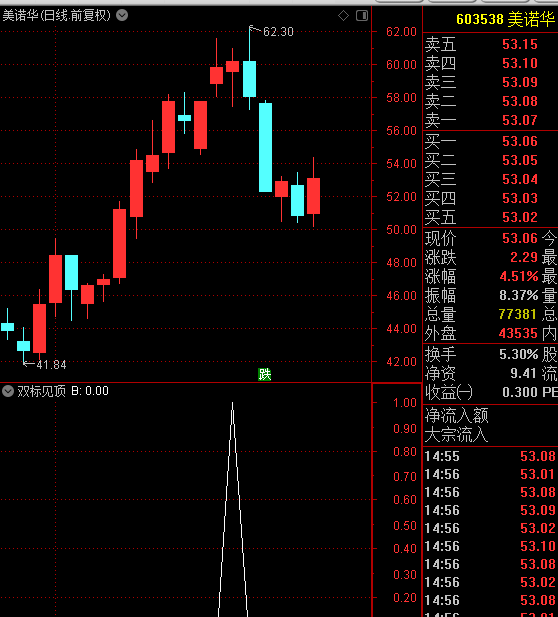 美诺华(日线.前复权)
62.30
41.84
跌
62.00
60.00
58.00
56.00
54.00
52.00
50.00
48.00
46.00
44.00
42.00
双标见顶 B: 0.00
1.00
0.90
0.80
0.70
0.60
0.50
0.40
0.30
0.20
603538 美诺华
卖五 53.15
卖四 53.10
卖三 53.09
卖二 53.08
卖一 53.07
买一 53.06
买二 53.05
买三 53.04
买四 53.03
买五 53.02
现价 53.06 今
涨跌 2.29 最
涨幅 4.51% 最
振幅 8.37% 量
总量 77381 总
外盘 43535 内
换手 5.30% 股
净资 9.41 流
收益㈠ 0.300 PE
净流入额
大宗流入
14:55 53.08
14:56 53.01
14:56 53.08
14:56 53.09
14:56 53.02
14:56 53.10
14:56 53.08
14:56 53.02
14:56 53.08
14:56 53.01